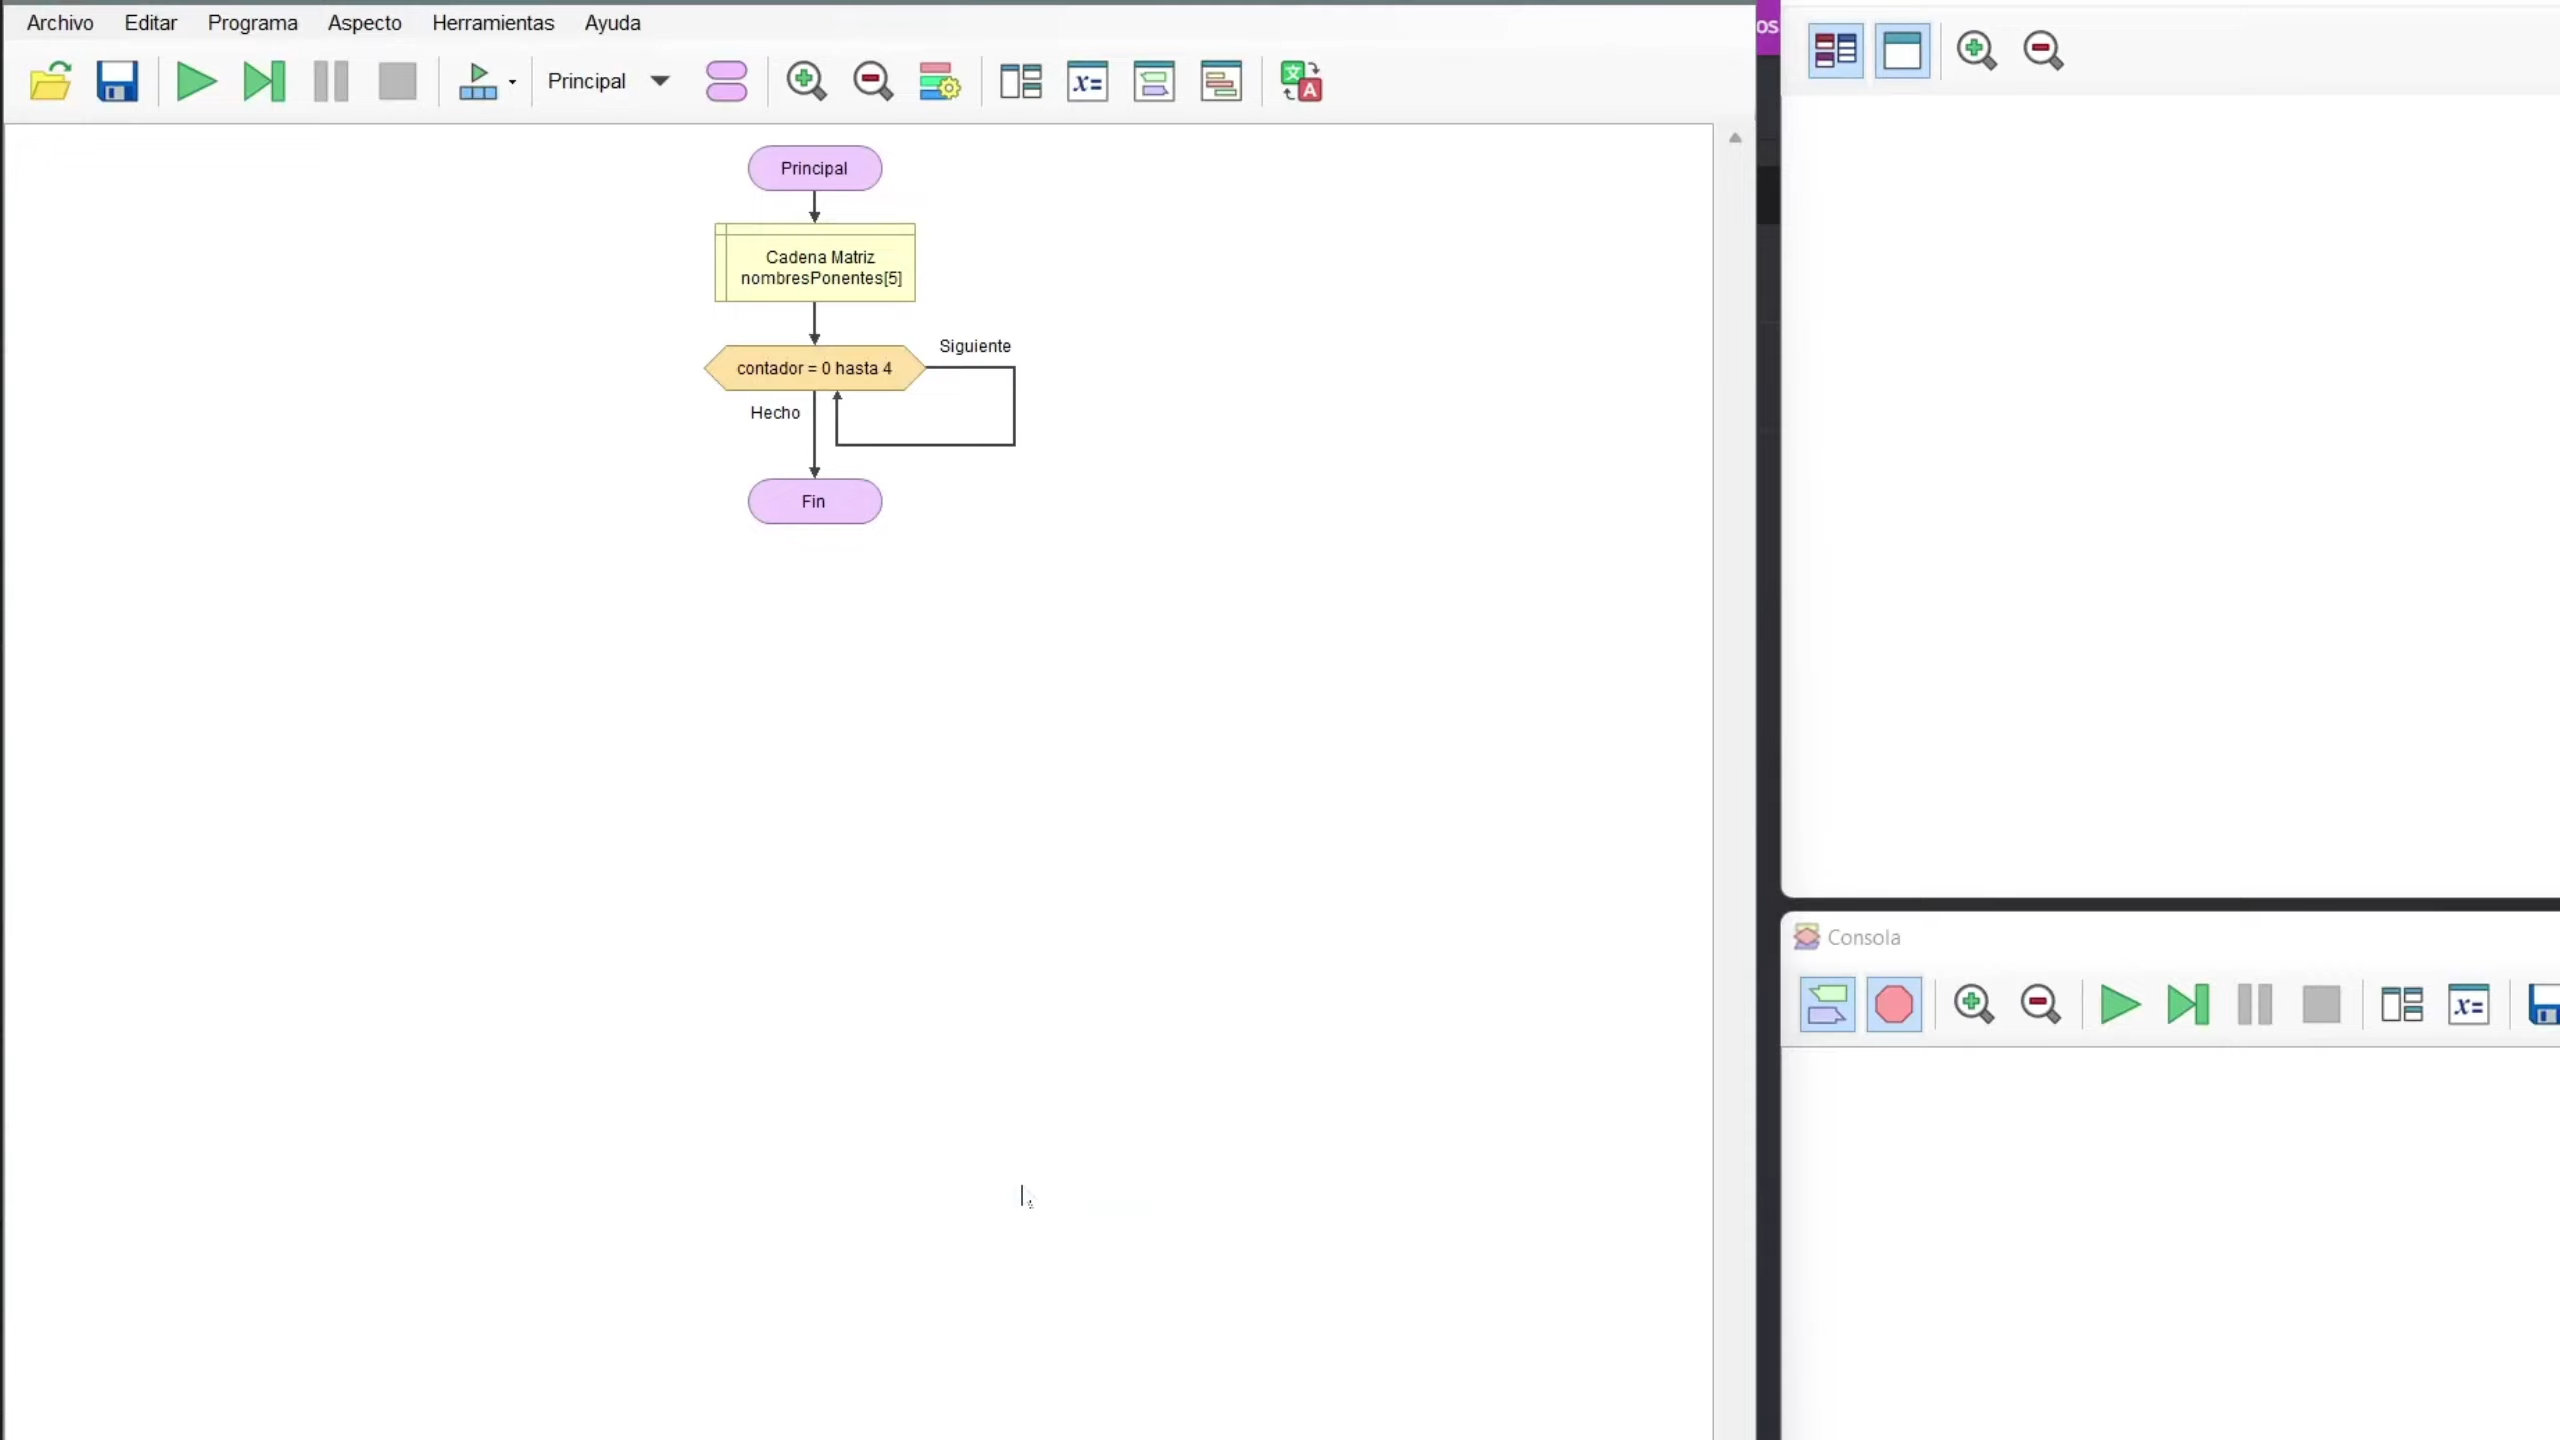 Archivo Editar Programa Aspecto Herramientas Ayuda
Principal
Principal
Cadena Matriz
nombresPonentes[5]
Siguiente
contador = 0 hasta 4
Hecho
Fin
os
Consola
x=
x=
A